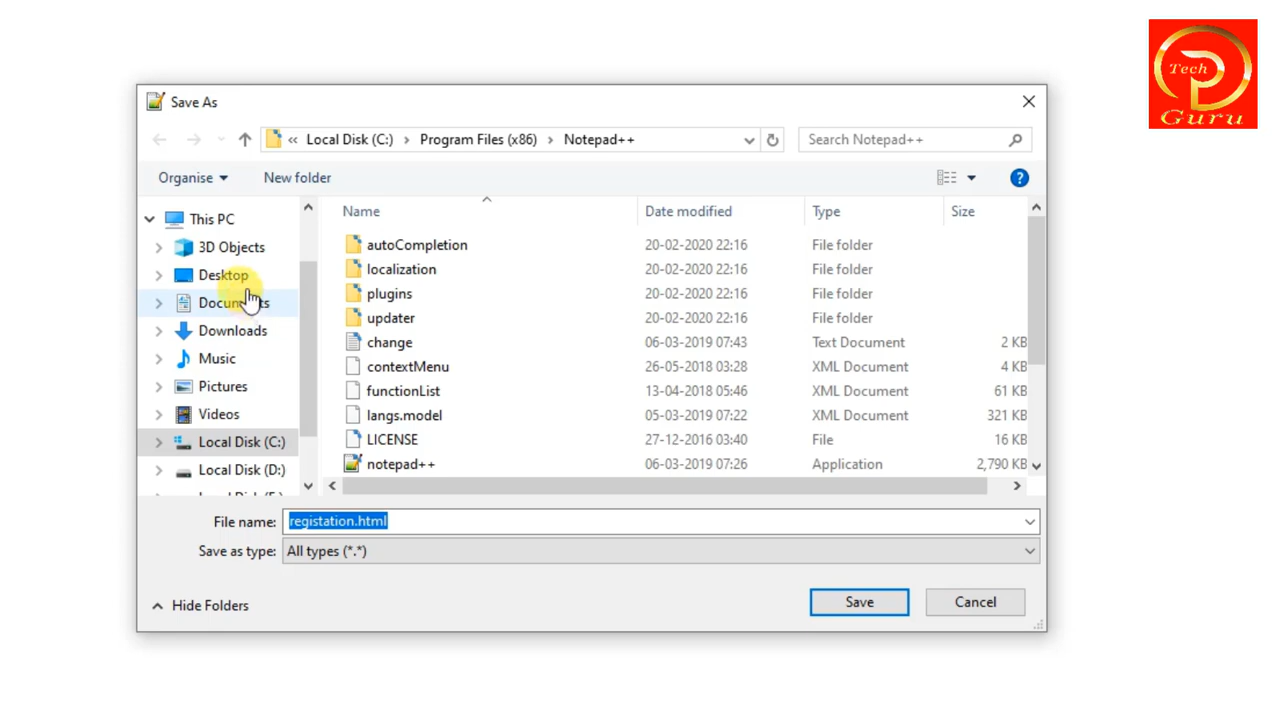 Tech
Guru
Save As
« Local Disk (C:) › Program Files (x86) › Notepad++
Search Notepad++
Organise
New folder
This PC
3D Objects
Desktop
Documents
Downloads
Music
Pictures
Videos
Local Disk (C:)
Local Disk (D:)
Name Date modified Type Size
autoCompletion 20-02-2020 22:16 File folder
localization 20-02-2020 22:16 File folder
plugins 20-02-2020 22:16 File folder
updater 20-02-2020 22:16 File folder
change 06-03-2019 07:43 Text Document 2 KB
contextMenu 26-05-2018 03:28 XML Document 4 KB
functionList 13-04-2018 05:46 XML Document 61 KB
langs.model 05-03-2019 07:22 XML Document 321 KB
LICENSE 27-12-2016 03:40 File 16 KB
notepad++ 06-03-2019 07:26 Application 2,790 KB
File name: registation.html
Save as type: All types (*.*)
Hide Folders
Save
Cancel